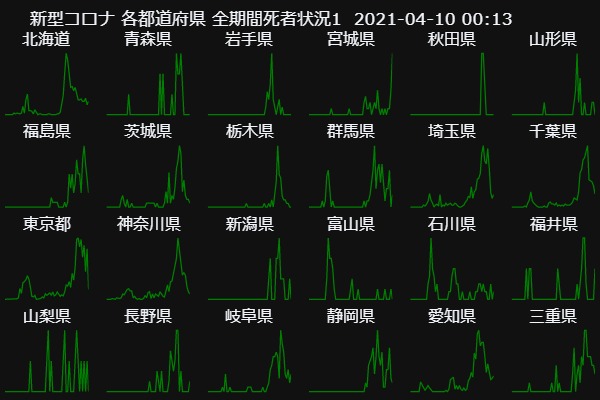 新型コロナ 各都道府県 全期間死者状況1 2021-04-10 00:13
北海道 青森県 岩手県 宮城県 秋田県 山形県
福島県 茨城県 栃木県 群馬県 埼玉県 千葉県
東京都 神奈川県 新潟県 富山県 石川県 福井県
山梨県 長野県 岐阜県 静岡県 愛知県 三重県